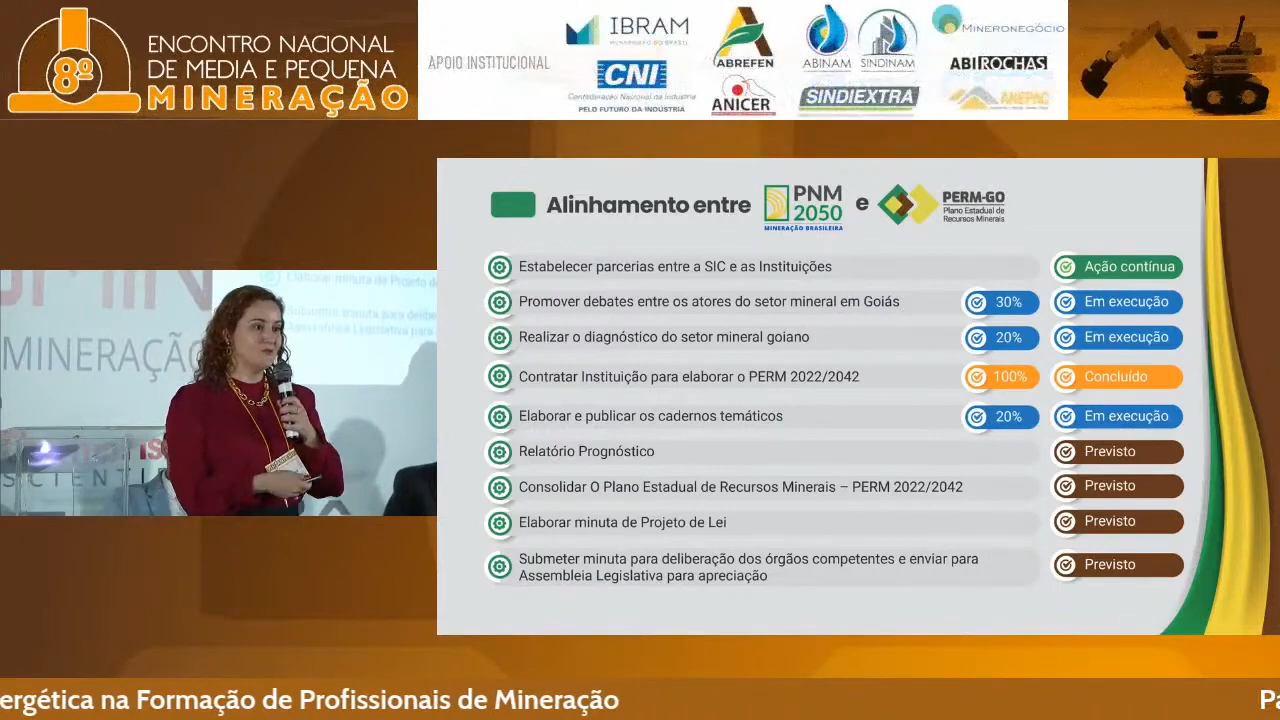 8º
ENCONTRO NACIONAL
DE MEDIA E PEQUENA
MINERAÇÃO
APOIO INSTITUCIONAL
IBRAM
MINERAÇÃO DO BRASIL
CNI
Confederação Nacional da Indústria
PELO FUTURO DA INDÚSTRIA
ABREFEN
ANICER
ABINAM
SINDINAM
SINDIEXTRA
MINERONEGÓCIO
ABIROCHAS
Alinhamento entre PNM 2050 e PERM-GO
MINERAÇÃO BRASILEIRA
Plano Estadual de
Recursos Minerais
Estabelecer parcerias entre a SIC e as Instituições Ação contínua
Promover debates entre os atores do setor mineral em Goiás 30% Em execução
Realizar o diagnóstico do setor mineral goiano 20% Em execução
Contratar Instituição para elaborar o PERM 2022/2042 100% Concluído
Elaborar e publicar os cadernos temáticos 20% Em execução
Relatório Prognóstico Previsto
Consolidar O Plano Estadual de Recursos Minerais – PERM 2022/2042 Previsto
Elaborar minuta de Projeto de Lei Previsto
Submeter minuta para deliberação dos órgãos competentes e enviar para
Assembleia Legislativa para apreciação Previsto
MINERAÇÃO
SCIENTI
ergética na Formação de Profissionais de Mineração
Pa